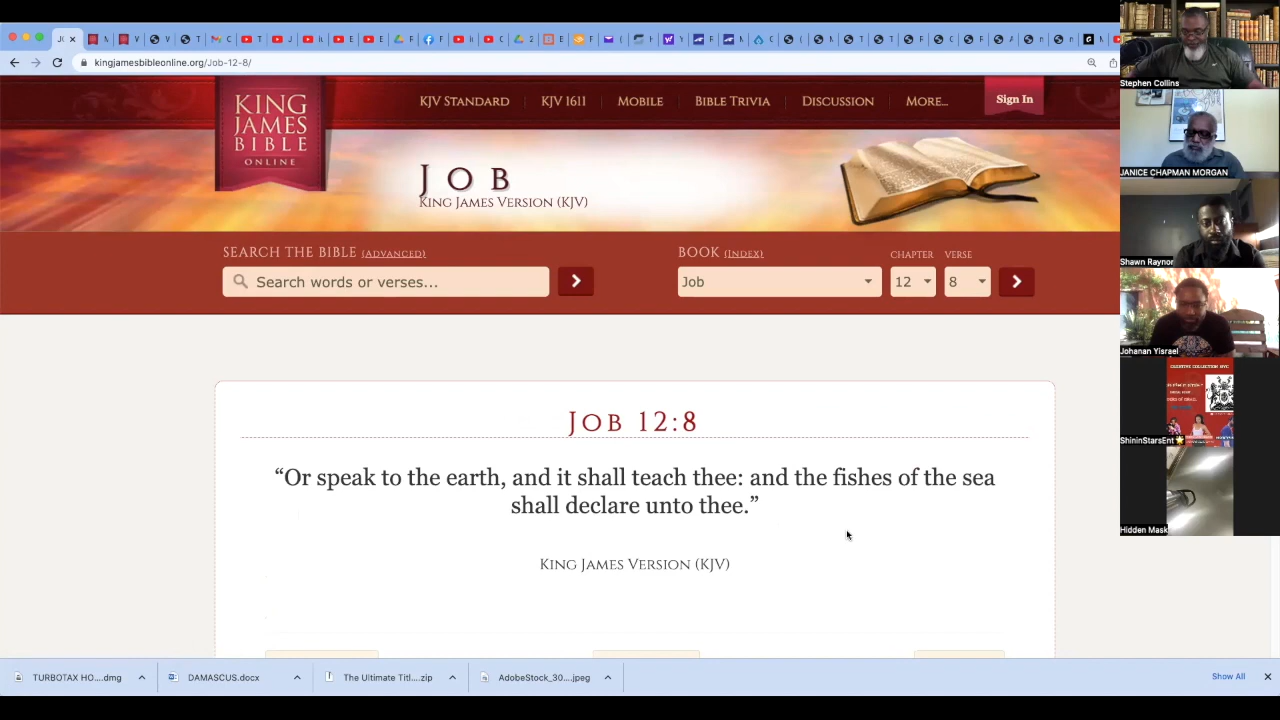 kingjamesbibleonline.org/Job-12-8/
KING
JAMES
BIBLE
ONLINE
KJV STANDARD
KJV 1611
MOBILE
BIBLE TRIVIA
DISCUSSION
MORE...
Sign In
JOB
KING JAMES VERSION (KJV)
SEARCH THE BIBLE (ADVANCED)
Search words or verses...
BOOK (INDEX)
CHAPTER
VERSE
Job
12
8
JOB 12:8
“Or speak to the earth, and it shall teach thee: and the fishes of the sea
shall declare unto thee.”
KING JAMES VERSION (KJV)
TURBOTAX HO....dmg
DAMASCUS.docx
The Ultimate Titl....zip
AdobeStock_30....jpeg
Show All
Stephen Collins
JANICE CHAPMAN MORGAN
Shawn Raynor
Johanan Yisrael
CREATIVE COLLECTION NYC
ShininStarsEnt
Hidden Mask